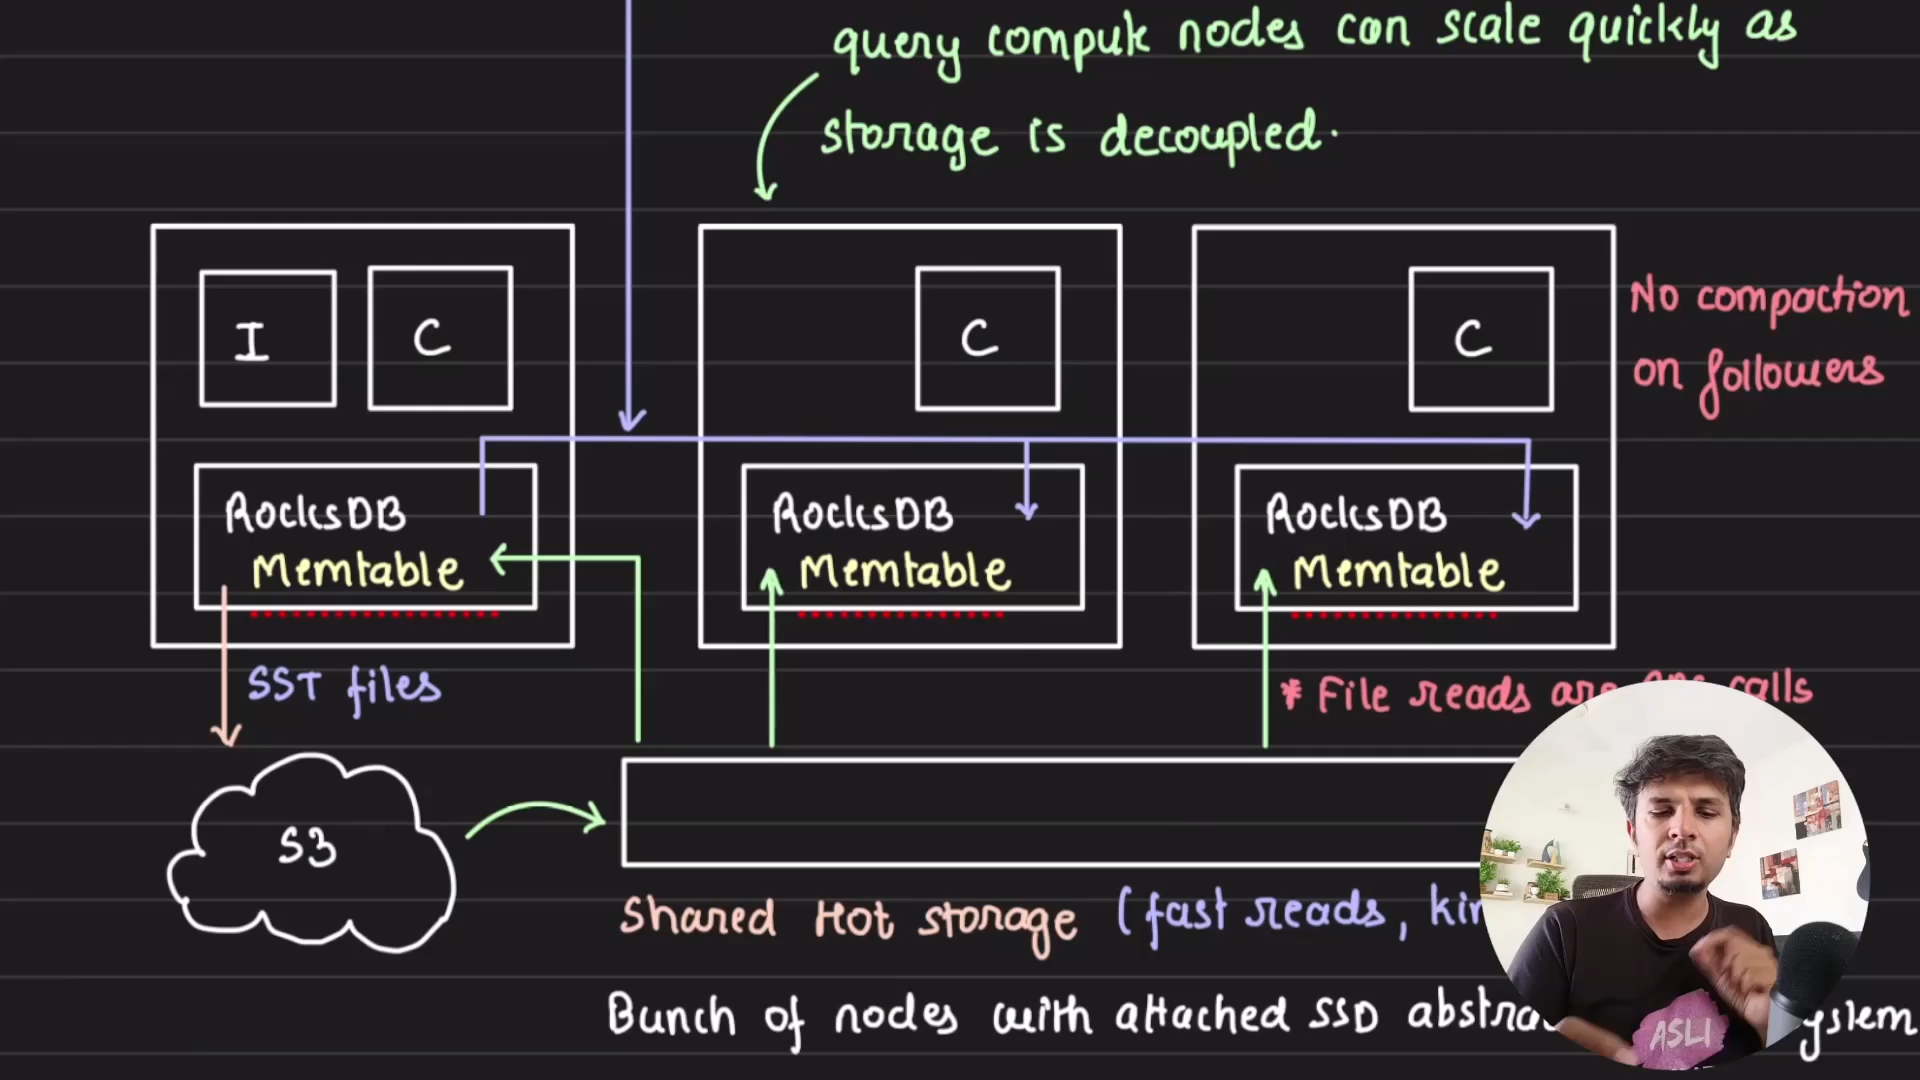 query compute nodes can scale quickly as
storage is decoupled.
I
C
C
C
No compaction
on followers
RocksDB
Memtable
RocksDB
Memtable
RocksDB
Memtable
SST files
* File reads are calls
S3
Shared Hot storage (fast reads,
Bunch of nodes with attached SSD
ASLI